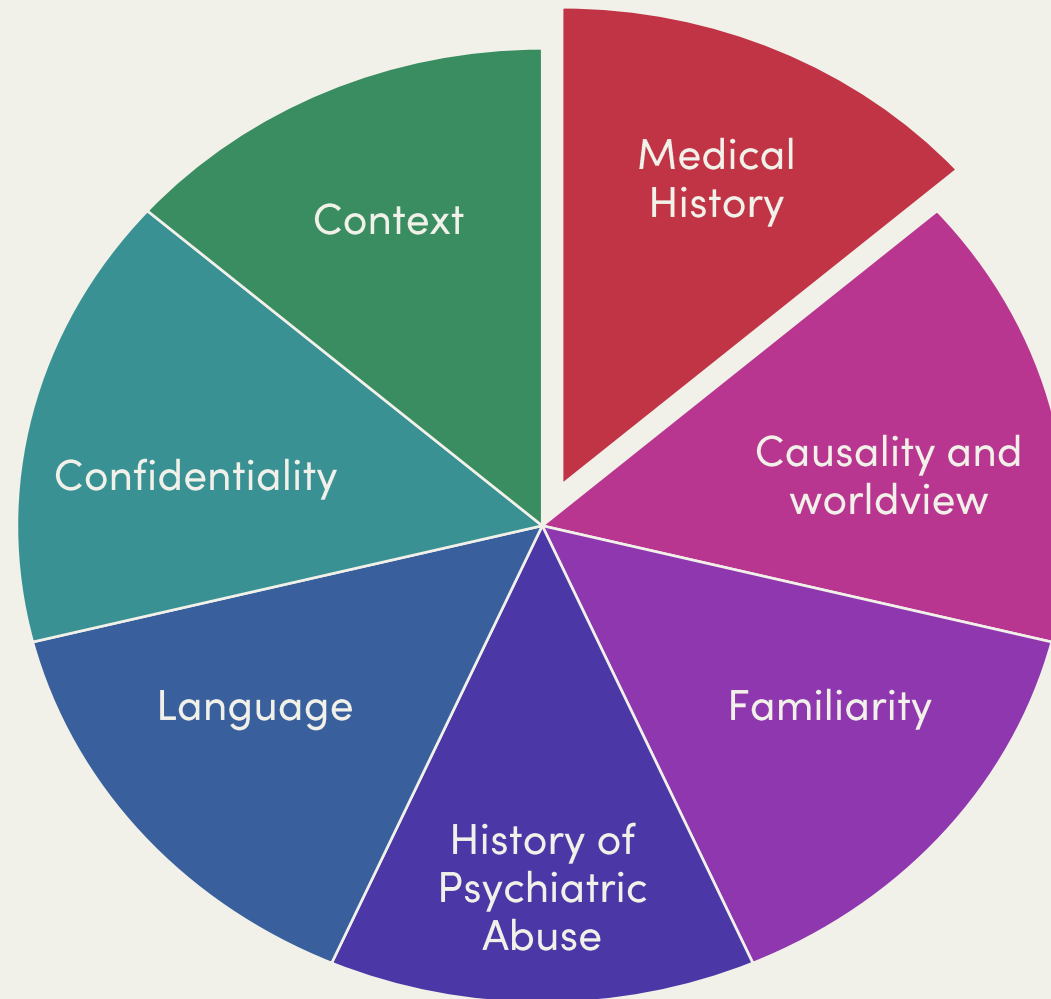 Medical
History
Causality and
worldview
Familiarity
History of
Psychiatric
Abuse
Language
Confidentiality
Context